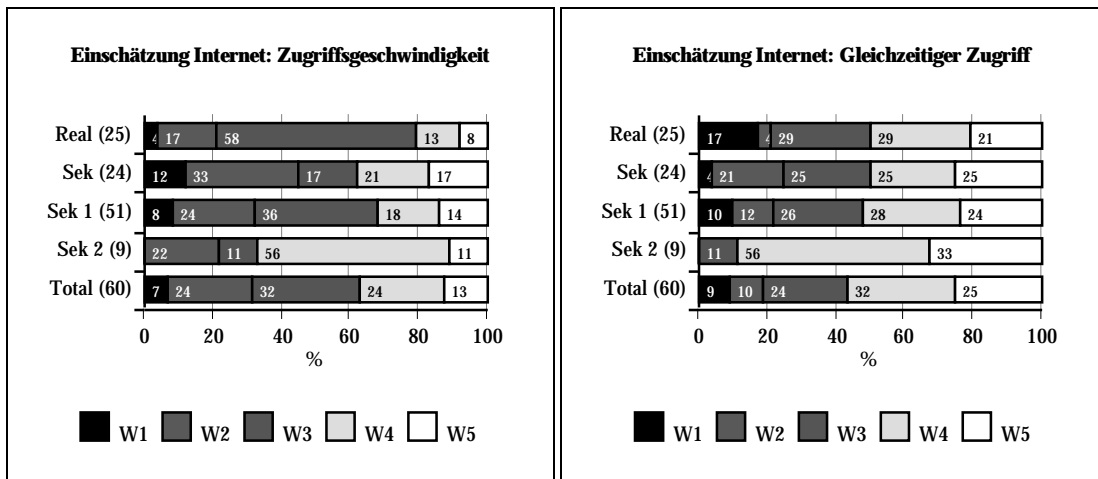 Einschätzung Internet: Zugriffsgeschwindigkeit
Real (25) 4 17 58 13 8
Sek (24) 12 33 17 21 17
Sek 1 (51) 8 24 36 18 14
Sek 2 (9) 22 11 56 11
Total (60) 7 24 32 24 13
0 20 40 60 80 100
%
W1 W2 W3 W4 W5
Einschätzung Internet: Gleichzeitiger Zugriff
Real (25) 17 4 29 29 21
Sek (24) 4 21 25 25 25
Sek 1 (51) 10 12 26 28 24
Sek 2 (9) 11 56 33
Total (60) 9 10 24 32 25
0 20 40 60 80 100
%
W1 W2 W3 W4 W5